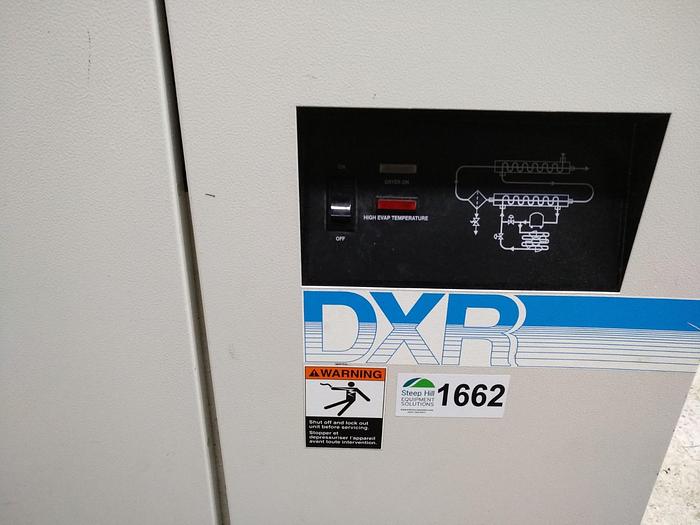 ON
DRYER ON
HIGH EVAP TEMPERATURE
OFF
DXR
WARNING
Shut off and lock out
unit before servicing.
Stopper et
depressuriser l'appareil
avant toute intervention.
Steep Hill
EQUIPMENT
SOLUTIONS
1662